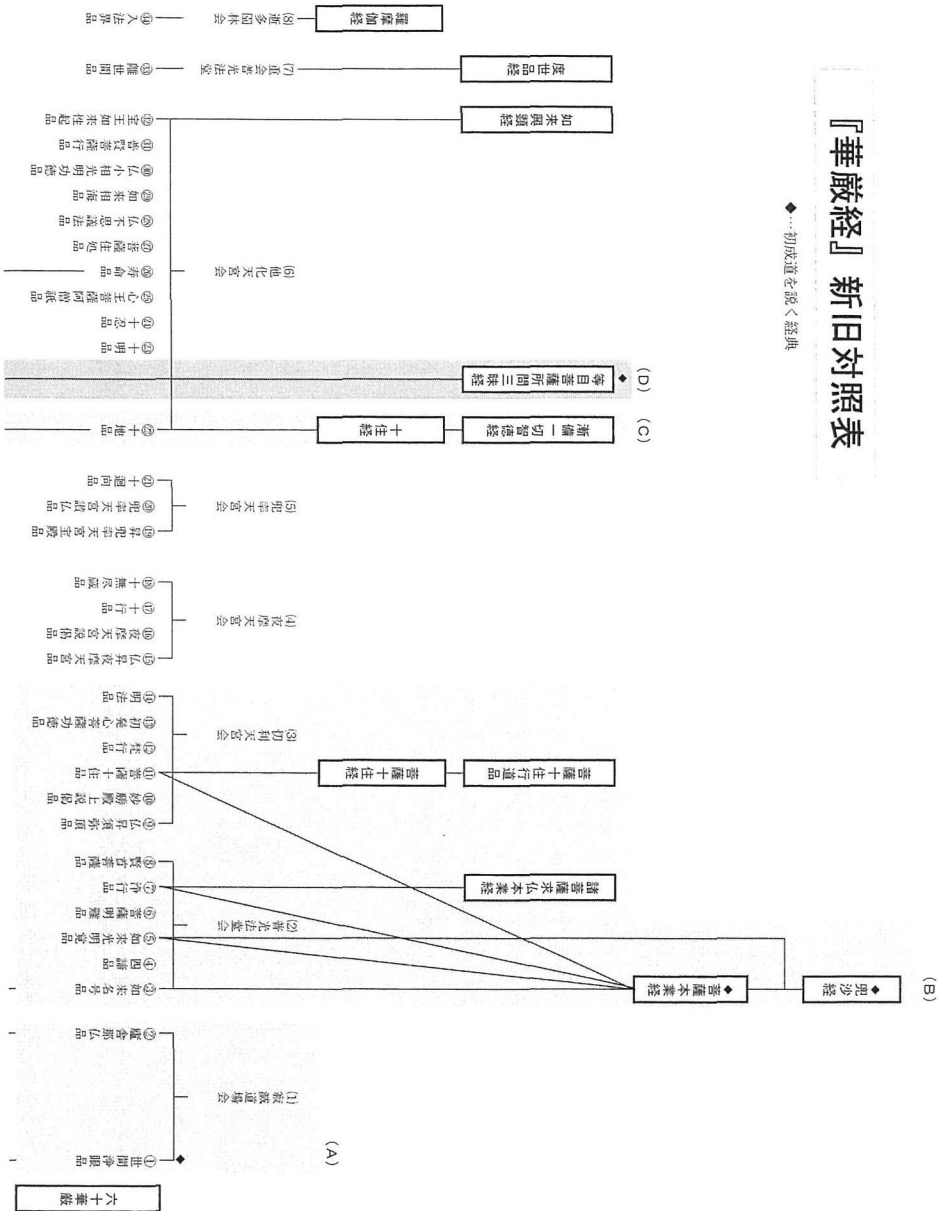 『華厳経』新旧対照表
◆…初成道を説く経典
六十華厳
(A)
(1)寂滅道場会
◆
①世間浄眼品
②盧舎那仏品
(B)
◆兜沙経
◆菩薩本業経
諸菩薩求仏本業経
(2)普光法堂会
③如来名号品
④四諦品
⑤如来光明覚品
⑥菩薩明難品
⑦浄行品
⑧賢首菩薩品
菩薩十住行道品
菩薩十住経
(3)忉利天宮会
⑨仏昇須弥頂品
⑩妙勝殿上説偈品
⑪菩薩十住品
⑫梵行品
⑬初発心菩薩功徳品
⑭明法品
(4)夜摩天宮会
⑮仏昇夜摩天宮品
⑯夜摩天宮説偈品
⑰十行品
⑱十無尽蔵品
(5)兜率天宮会
⑲昇兜率天宮宝殿品
⑳兜率天宮讃仏品
㉑十廻向品
(C)
漸備一切智徳経
十住経
(D)
◆等目菩薩所問三昧経
如来興顕経
(6)他化天宮会
㉒十地品
㉓十明品
㉔十忍品
㉕心王菩薩阿僧祇品
㉖寿命品
㉗菩薩住処品
㉘仏不思議法品
㉙如来相海品
㉚仏小相光明功徳品
㉛普賢菩薩行品
㉜宝王如来性起品
度世品経
(7)重会普光法堂
㉝離世間品
羅摩伽経
(8)逝多園林会
㉞入法界品